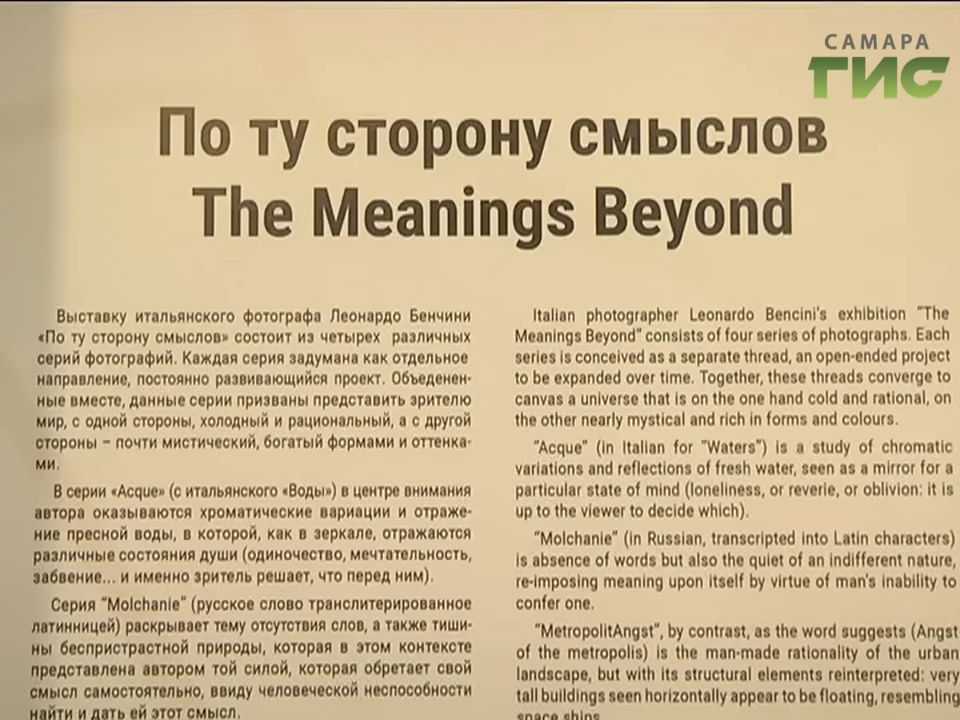 САМАРА
ГИС
По ту сторону смыслов
The Meanings Beyond
Выставку итальянского фотографа Леонардо Бенчини
«По ту сторону смыслов» состоит из четырех различных
серий фотографий. Каждая серия задумана как отдельное
направление, постоянно развивающийся проект. Объеденен-
ные вместе, данные серии призваны представить зрителю
мир, с одной стороны, холодный и рациональный, а с другой
стороны – почти мистический, богатый формами и оттенка-
ми.
В серии «Acque» (с итальянского «Воды») в центре внимания
автора оказываются хроматические вариации и отраже-
ние пресной воды, в которой, как в зеркале, отражаются
различные состояния души (одиночество, мечтательность,
забвение... и именно зритель решает, что перед ним).
Серия "Molchanie" (русское слово транслитерированное
латинницей) раскрывает тему отсутствия слов, а также тиши-
ны беспристрастной природы, которая в этом контексте
представлена автором той силой, которая обретает свой
смысл самостоятельно, ввиду человеческой неспособности
найти и дать ей этот смысл.
Italian photographer Leonardo Bencini's exhibition "The
Meanings Beyond" consists of four series of photographs. Each
series is conceived as a separate thread, an open-ended project
to be expanded over time. Together, these threads converge to
canvas a universe that is on the one hand cold and rational, on
the other nearly mystical and rich in forms and colours.
"Acque" (in Italian for "Waters") is a study of chromatic
variations and reflections of fresh water, seen as a mirror for a
particular state of mind (loneliness, or reverie, or oblivion: it is
up to the viewer to decide which).
"Molchanie" (in Russian, transcripted into Latin characters)
is absence of words but also the quiet of an indifferent nature,
re-imposing meaning upon itself by virtue of man's inability to
confer one.
"MetropolitAngst", by contrast, as the word suggests (Angst
of the metropolis) is the man-made rationality of the urban
landscape, but with its structural elements reinterpreted: very
tall buildings seen horizontally appear to be floating, resembling
space ships.